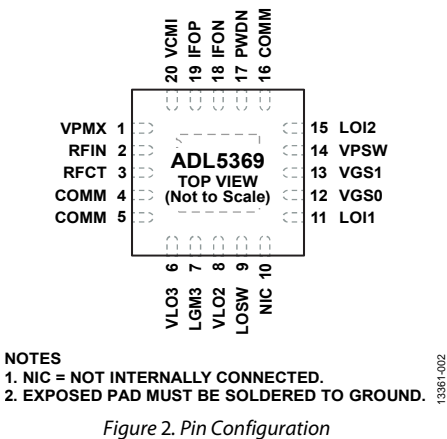 20 VCMI
19 IFOP
18 IFON
17 PWDN
16 COMM
VPMX 1
RFIN 2
RFCT 3
COMM 4
COMM 5
ADL5369
TOP VIEW
(Not to Scale)
15 LOI2
14 VPSW
13 VGS1
12 VGS0
11 LOI1
VLO3 6
LGM3 7
VLO2 8
LOSW 9
NIC 10
NOTES
1. NIC = NOT INTERNALLY CONNECTED.
2. EXPOSED PAD MUST BE SOLDERED TO GROUND.
13361-002
Figure 2. Pin Configuration